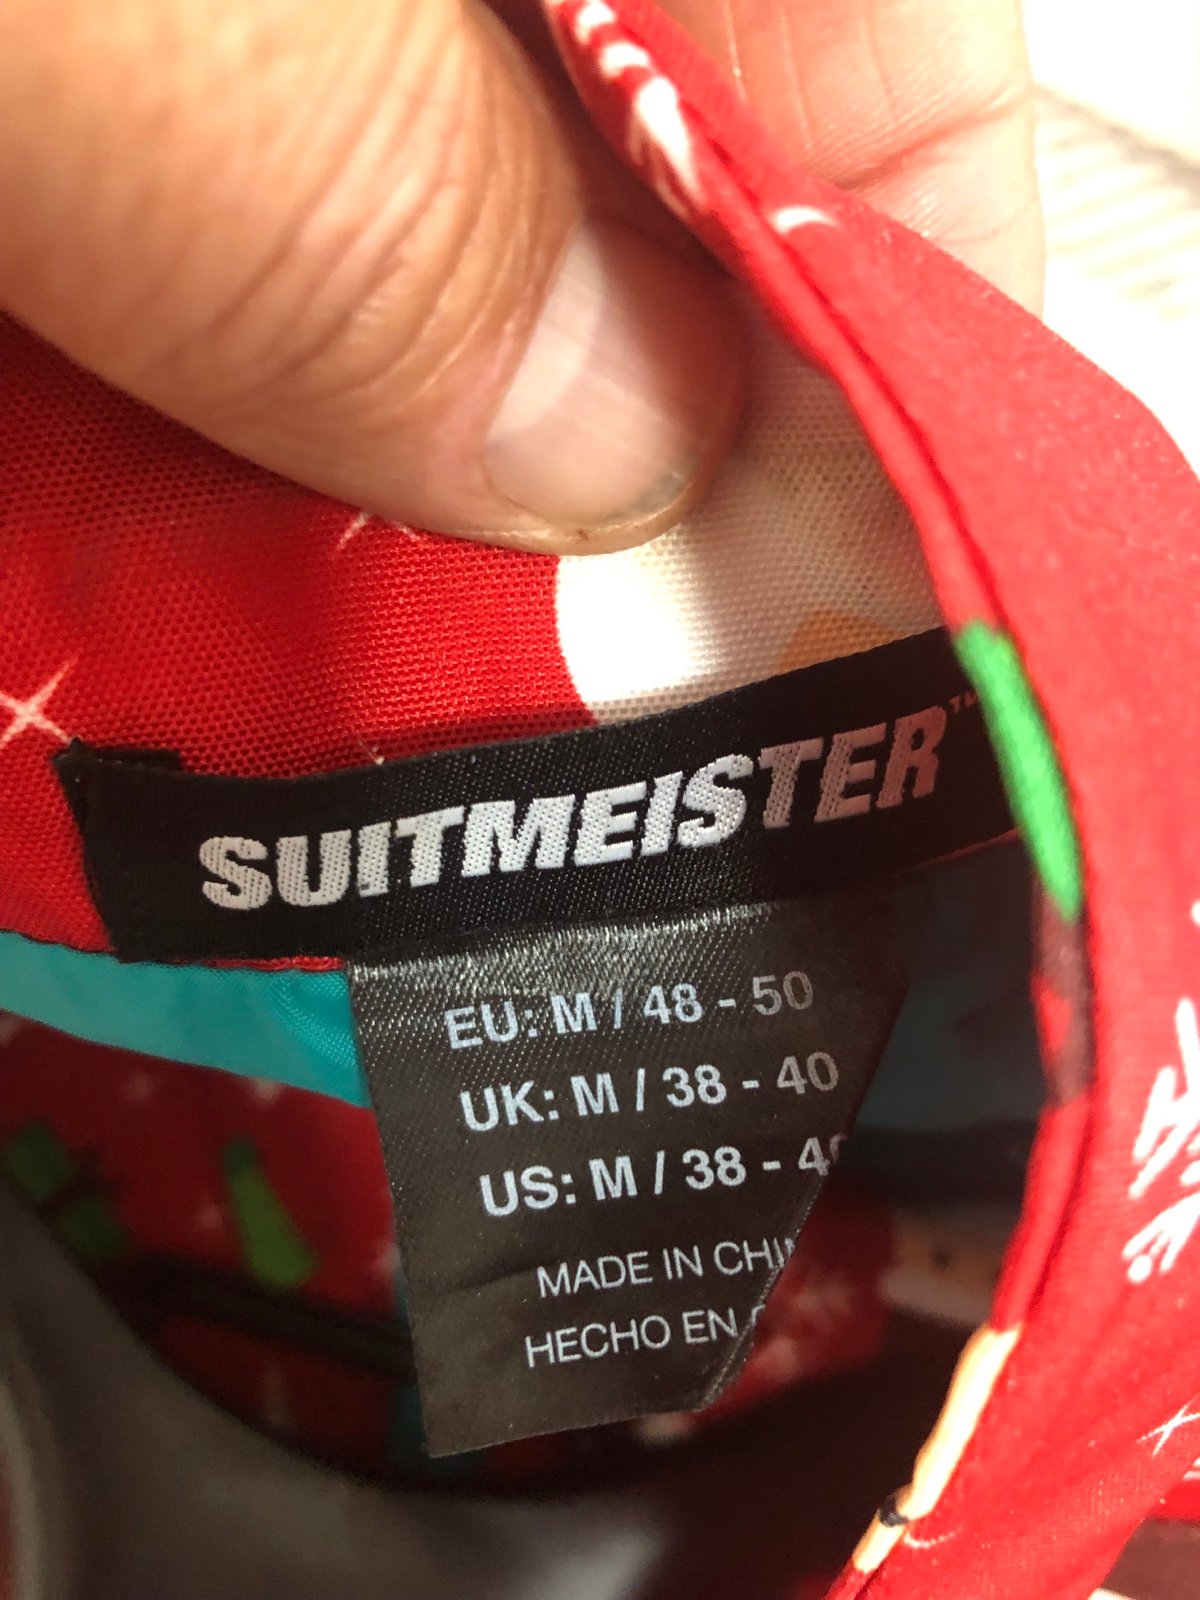 SUITMEISTER™
EU: M / 48 - 50
UK: M / 38 - 40
US: M / 38 -
MADE IN
HECHO EN